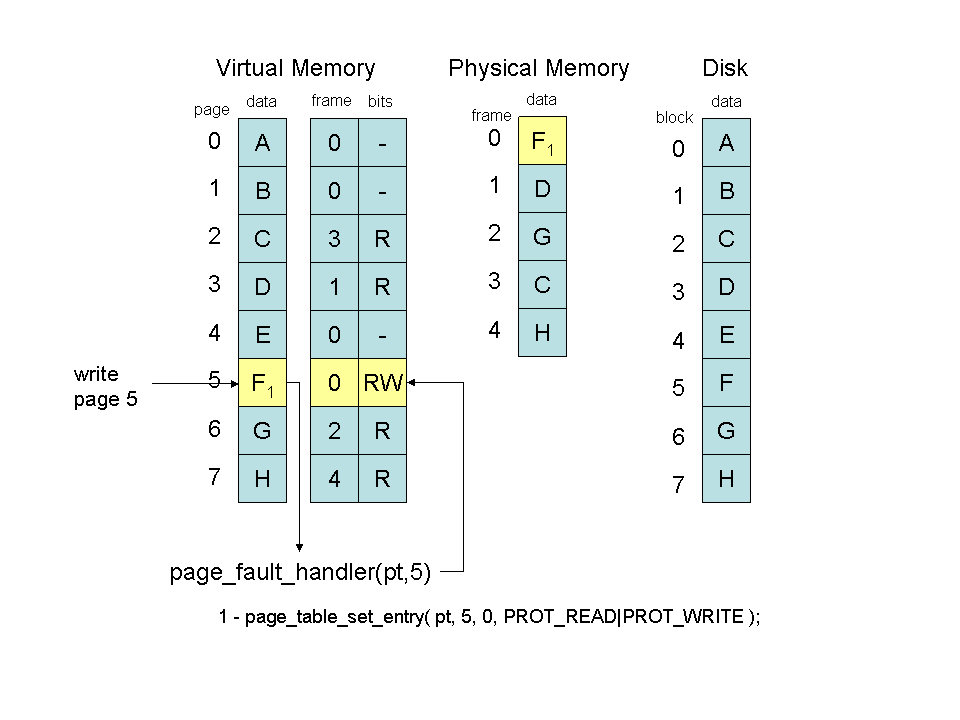 Virtual Memory Physical Memory Disk
page data frame bits frame data block data
0 A 0 - 0 F1 0 A
1 B 0 - 1 D 1 B
2 C 3 R 2 G 2 C
3 D 1 R 3 C 3 D
4 E 0 - 4 H 4 E
write page 5 5 F1 0 RW 5 F
6 G 2 R 6 G
7 H 4 R 7 H
page_fault_handler(pt,5)
1 - page_table_set_entry( pt, 5, 0, PROT_READ|PROT_WRITE );